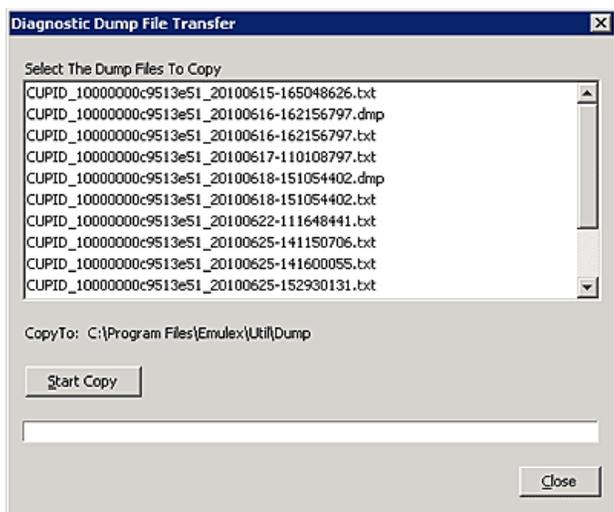 Diagnostic Dump File Transfer
Select The Dump Files To Copy
CUPID_10000000c9513e51_20100615-165048626.txt
CUPID_10000000c9513e51_20100616-162156797.dmp
CUPID_10000000c9513e51_20100616-162156797.txt
CUPID_10000000c9513e51_20100617-110108797.txt
CUPID_10000000c9513e51_20100618-151054402.dmp
CUPID_10000000c9513e51_20100618-151054402.txt
CUPID_10000000c9513e51_20100622-111648441.txt
CUPID_10000000c9513e51_20100625-141150706.txt
CUPID_10000000c9513e51_20100625-141600055.txt
CUPID_10000000c9513e51_20100625-152930131.txt
CopyTo: C:\Program Files\Emulex\Util\Dump
Start Copy
Close